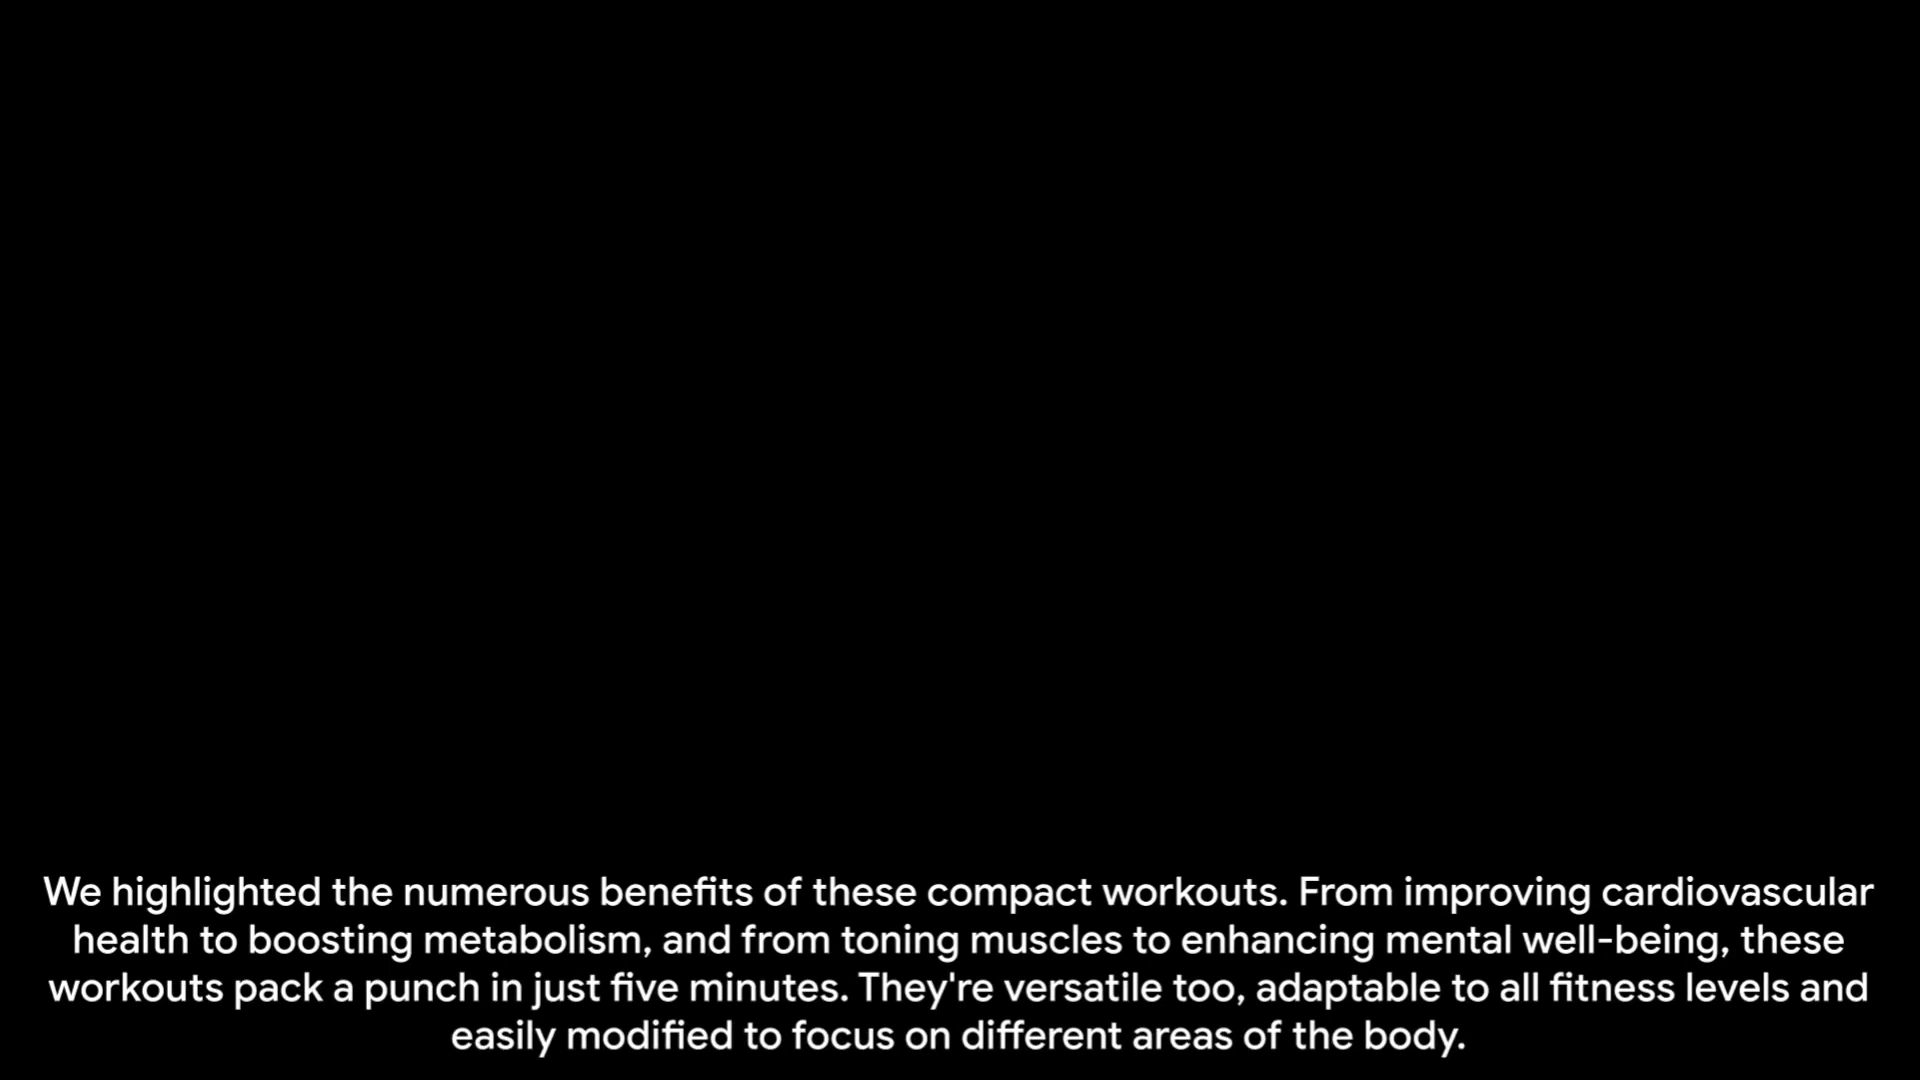 We highlighted the numerous benefits of these compact workouts. From improving cardiovascular
health to boosting metabolism, and from toning muscles to enhancing mental well-being, these
workouts pack a punch in just five minutes. They're versatile too, adaptable to all fitness levels and
easily modified to focus on different areas of the body.